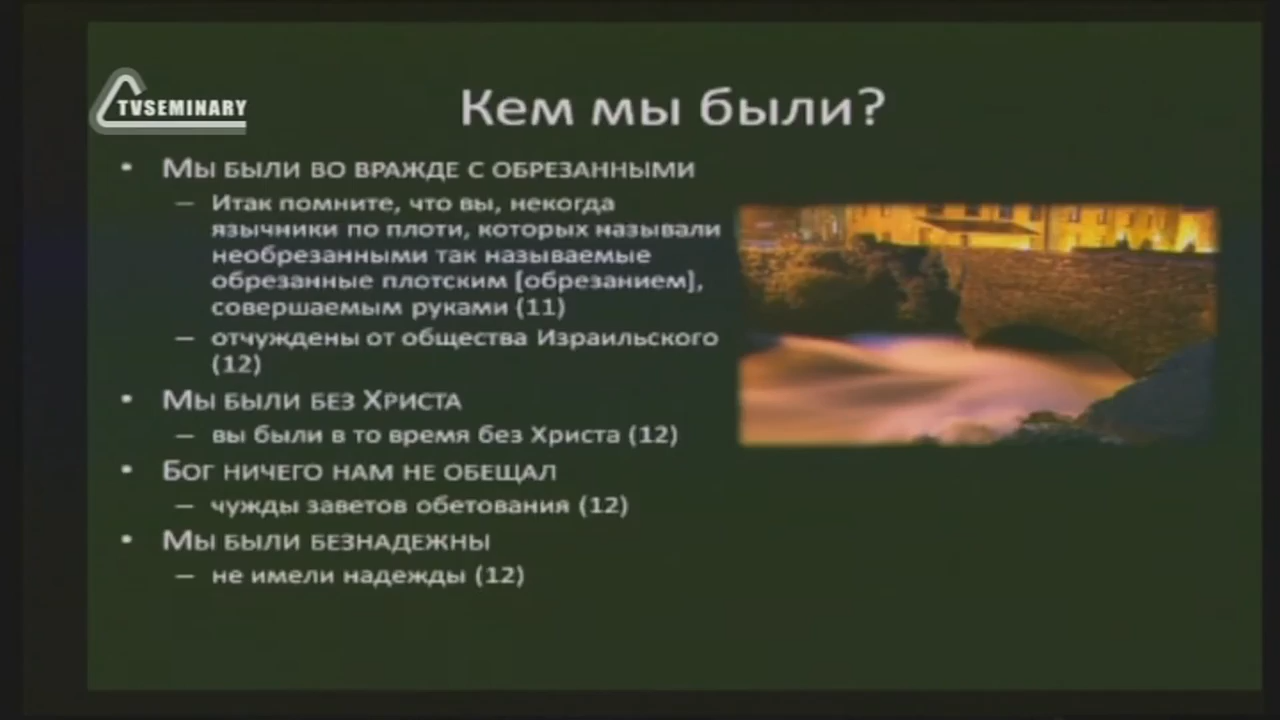 TVSEMINARY
Кем мы были?
• Мы были во вражде с обрезанными
– Итак помните, что вы, некогда
язычники по плоти, которых называли
необрезанными так называемые
обрезанные плотским [обрезанием],
совершаемым руками (11)
– отчуждены от общества Израильского
(12)
• Мы были без Христа
– вы были в то время без Христа (12)
• Бог ничего нам не обещал
– чужды заветов обетования (12)
• Мы были безнадежны
– не имели надежды (12)